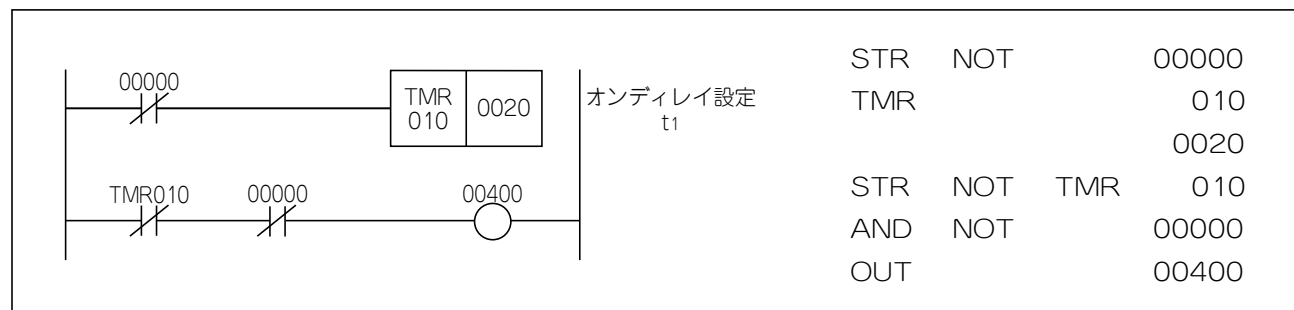 00000
TMR
010
0020
オンディレイ設定
t1
TMR010 00000 00400
STR NOT 00000
TMR 010
0020
STR NOT TMR 010
AND NOT 00000
OUT 00400